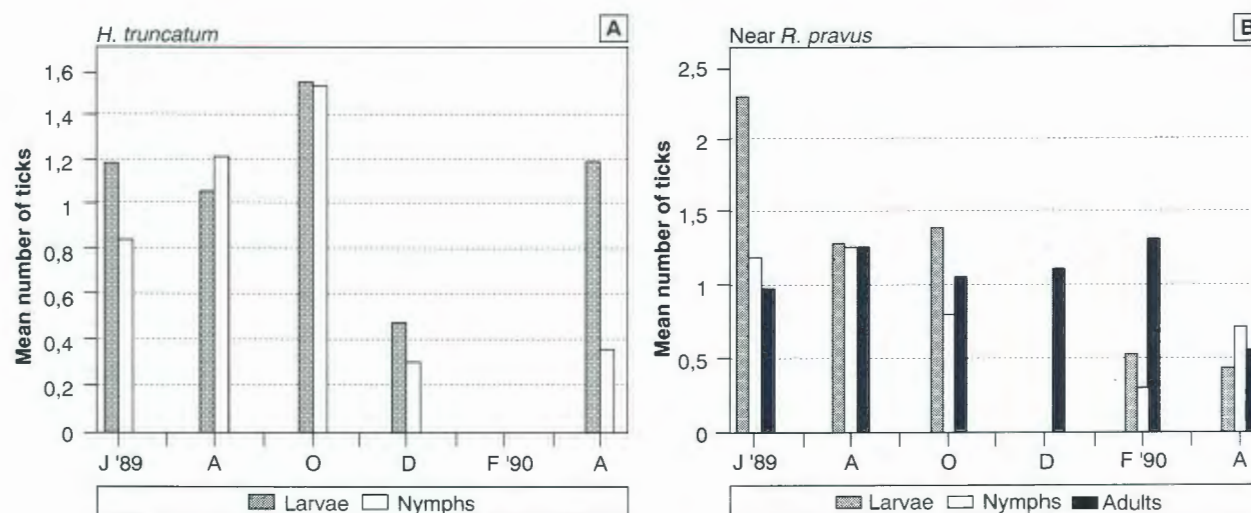 H. truncatum
A
Mean number of ticks
1,6
1,4
1,2
1
0,8
0,6
0,4
0,2
0
J '89 A O D F '90 A
Larvae Nymphs
Near R. pravus
B
Mean number of ticks
2,5
2
1,5
1
0,5
0
J '89 A O D F '90 A
Larvae Nymphs Adults